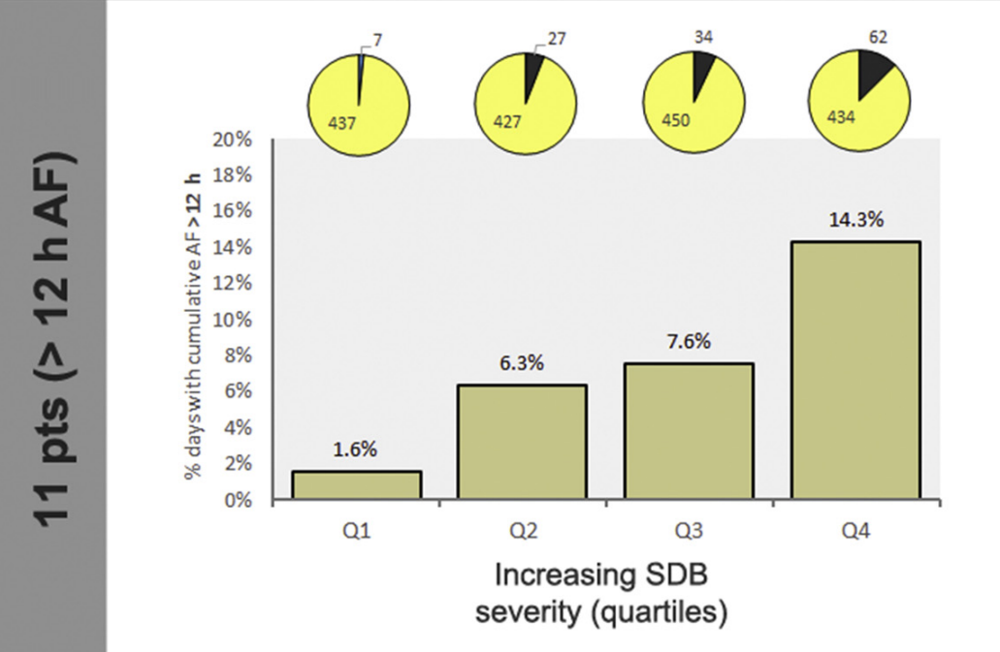 11 pts (> 12 h AF)
7
437
27
427
34
450
62
434
% days with cumulative AF >12 h
20%
18%
16%
14%
12%
10%
8%
6%
4%
2%
0%
1.6%
6.3%
7.6%
14.3%
Q1
Q2
Q3
Q4
Increasing SDB
severity (quartiles)